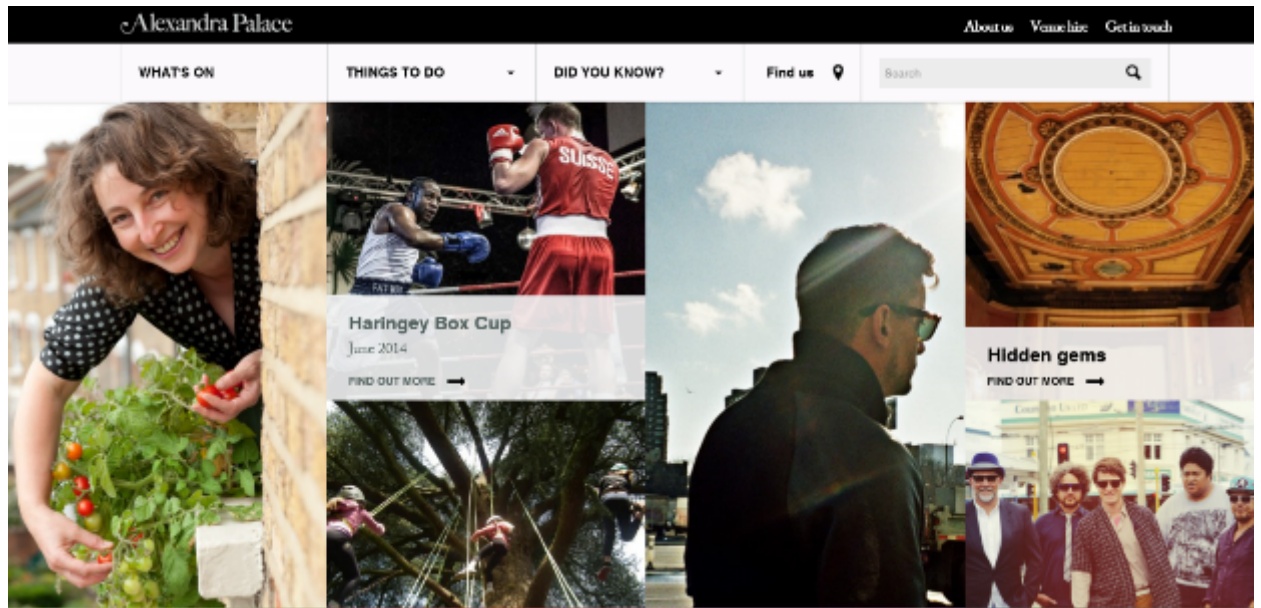 Alexandra Palace
About us Venue hire Get in touch
WHAT'S ON THINGS TO DO DID YOU KNOW? Find us Search
SUISSE
Haringey Box Cup
June 2014
FIND OUT MORE
Hidden gems
FIND OUT MORE